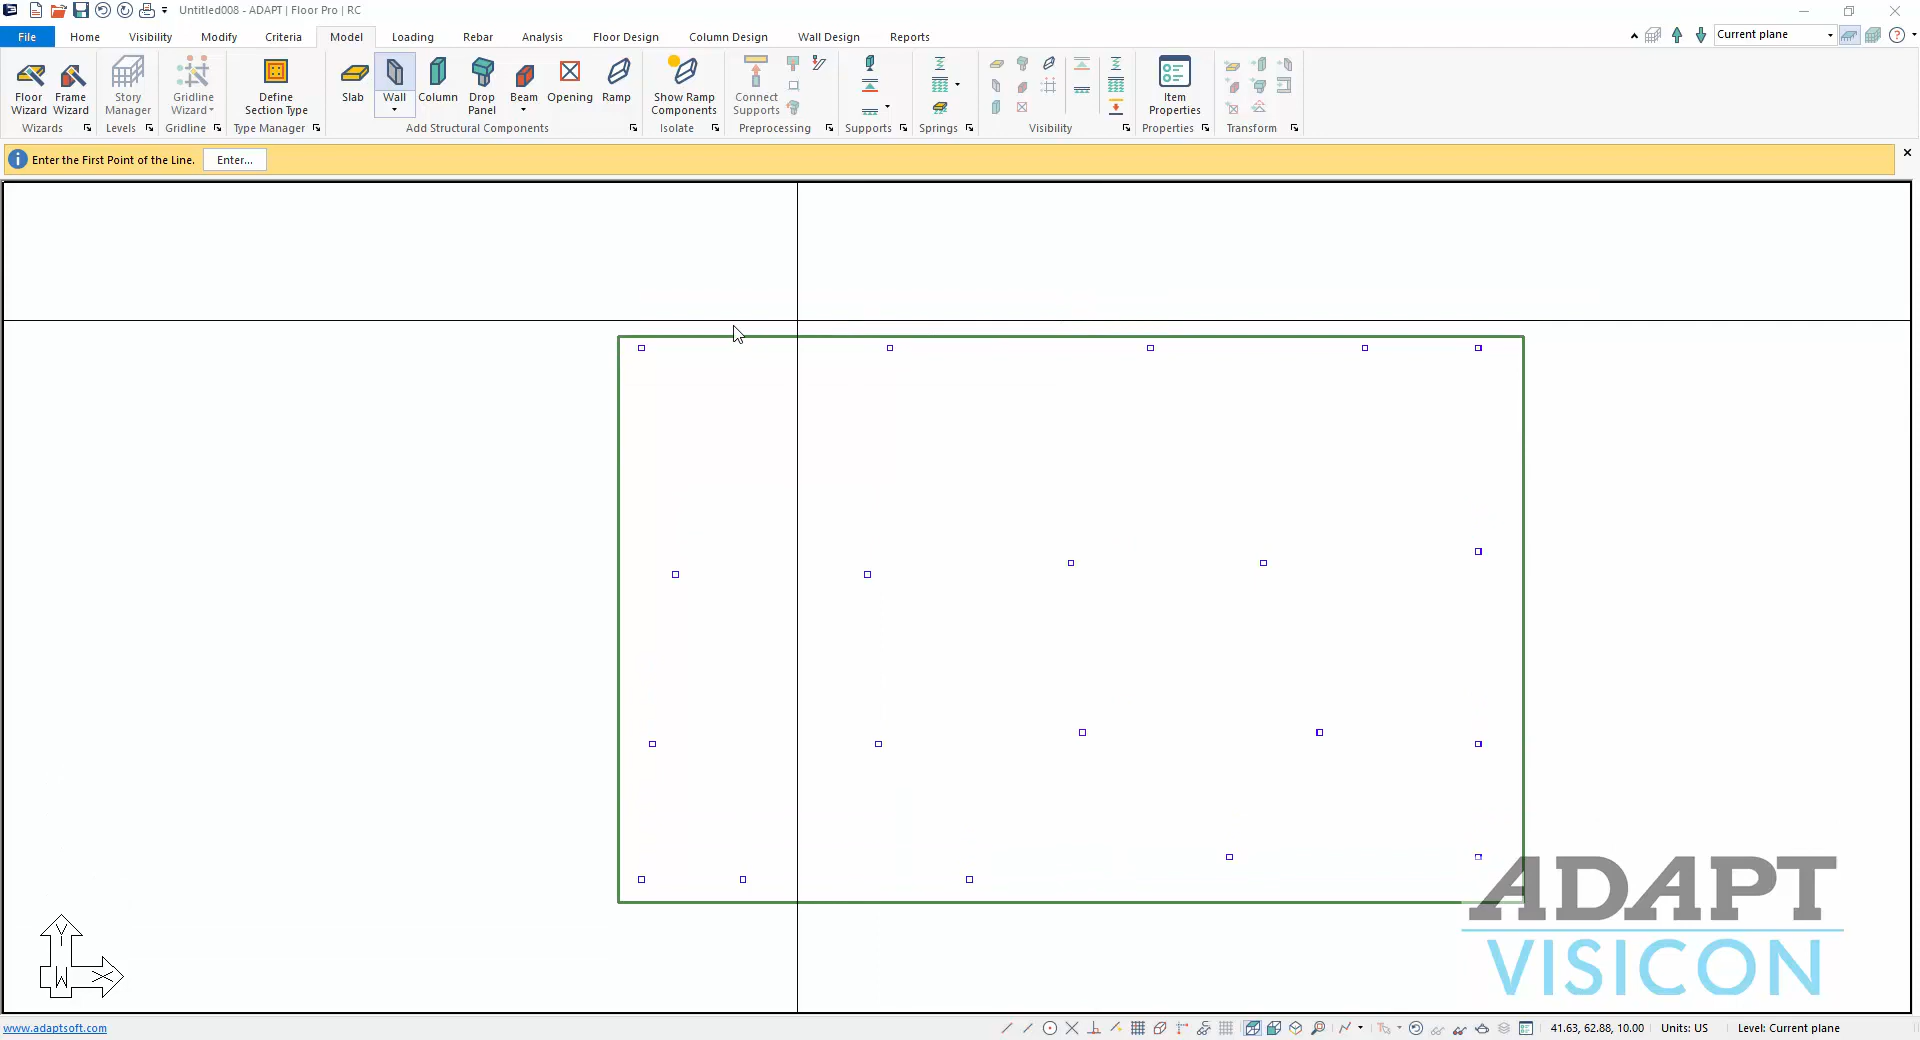 Untitled008 - ADAPT | Floor Pro | RC
File Home Visibility Modify Criteria Model Loading Rebar Analysis Floor Design Column Design Wall Design Reports
Current plane
Floor Wizard
Frame Wizard
Wizards
Story Manager
Levels
Gridline Wizard
Gridline
Define Section Type
Type Manager
Slab
Wall
Column
Drop Panel
Beam
Opening
Ramp
Add Structural Components
Show Ramp Components
Isolate
Connect Supports
Preprocessing
Supports
Springs
Visibility
Item Properties
Properties
Transform
Enter the First Point of the Line. Enter...
Y
W X
ADAPT
VISICON
www.adaptsoft.com
41.63, 62.88, 10.00 Units: US Level: Current plane